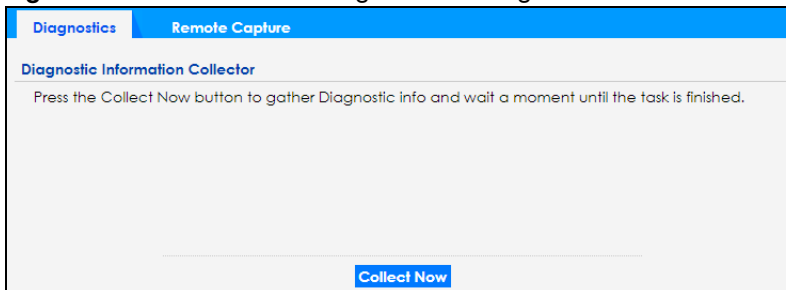 Diagnostics Remote Capture
Diagnostic Information Collector
Press the Collect Now button to gather Diagnostic info and wait a moment until the task is finished.
Collect Now